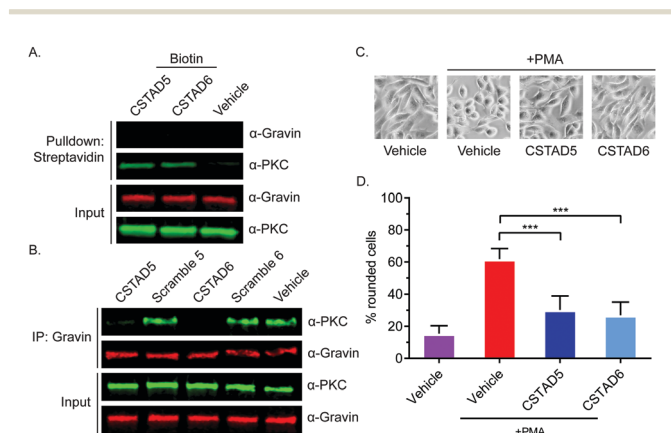 A.
Biotin
CSTAD5
CSTAD6
Vehicle
Pulldown:
Streptavidin
α-Gravin
α-PKC
Input
α-Gravin
α-PKC
B.
CSTAD5
Scramble 5
CSTAD6
Scramble 6
Vehicle
IP: Gravin
α-PKC
α-Gravin
Input
α-PKC
α-Gravin
C.
+PMA
Vehicle
Vehicle
CSTAD5
CSTAD6
D.
% rounded cells
100
80
60
40
20
0
***
***
Vehicle
Vehicle
CSTAD5
CSTAD6
+PMA